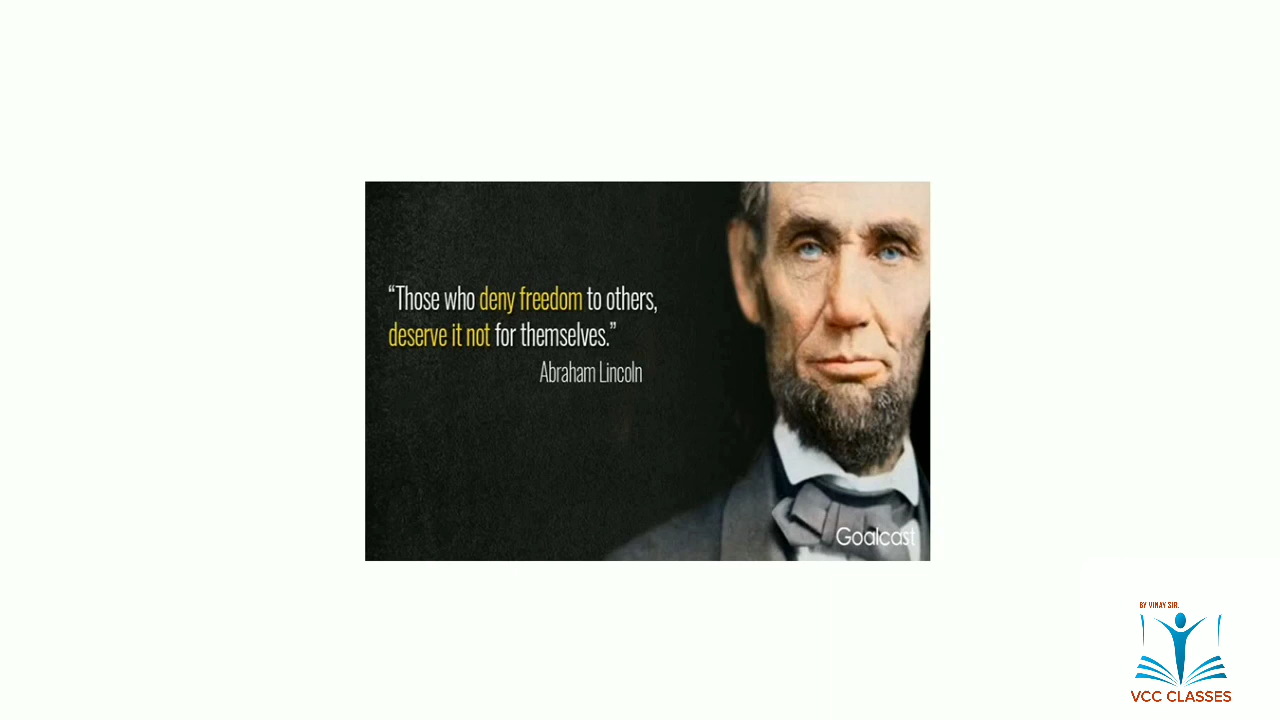 “Those who deny freedom to others,
deserve it not for themselves.”
Abraham Lincoln
Goalcast
BY VINAY SIR.
VCC CLASSES